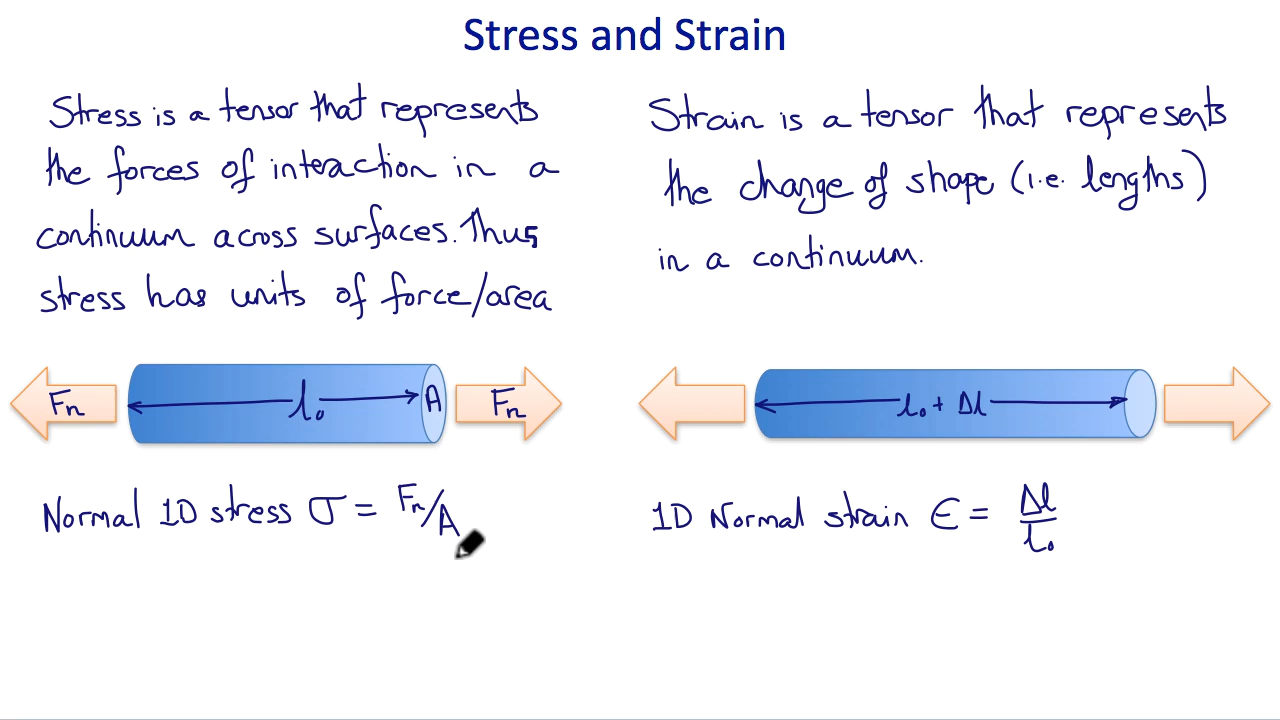 Stress and Strain
Stress is a tensor that represents
the forces of interaction in a
continuum across surfaces. Thus
stress has units of force/area
Fn
l₀
A
Fn
Normal 1D stress σ = Fn/A
Strain is a tensor that represents
the change of shape (i.e. lengths)
in a continuum.
l₀ + Δl
1D Normal strain ϵ = Δl
l₀